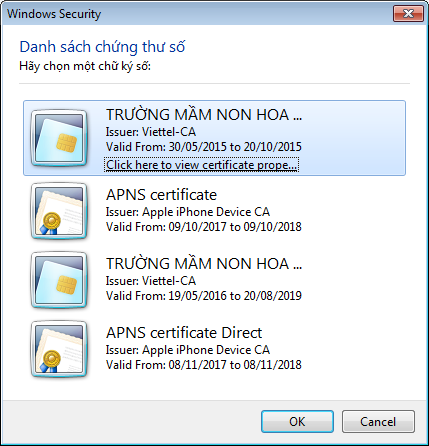 Windows Security
Danh sách chứng thư số
Hãy chọn một chữ ký số:
TRƯỜNG MẦM NON HOA ...
Issuer: Viettel-CA
Valid From: 30/05/2015 to 20/10/2015
Click here to view certificate prope...
APNS certificate
Issuer: Apple iPhone Device CA
Valid From: 09/10/2017 to 09/10/2018
TRƯỜNG MẦM NON HOA ...
Issuer: Viettel-CA
Valid From: 19/05/2016 to 20/08/2019
APNS certificate Direct
Issuer: Apple iPhone Device CA
Valid From: 08/11/2017 to 08/11/2018
OK
Cancel